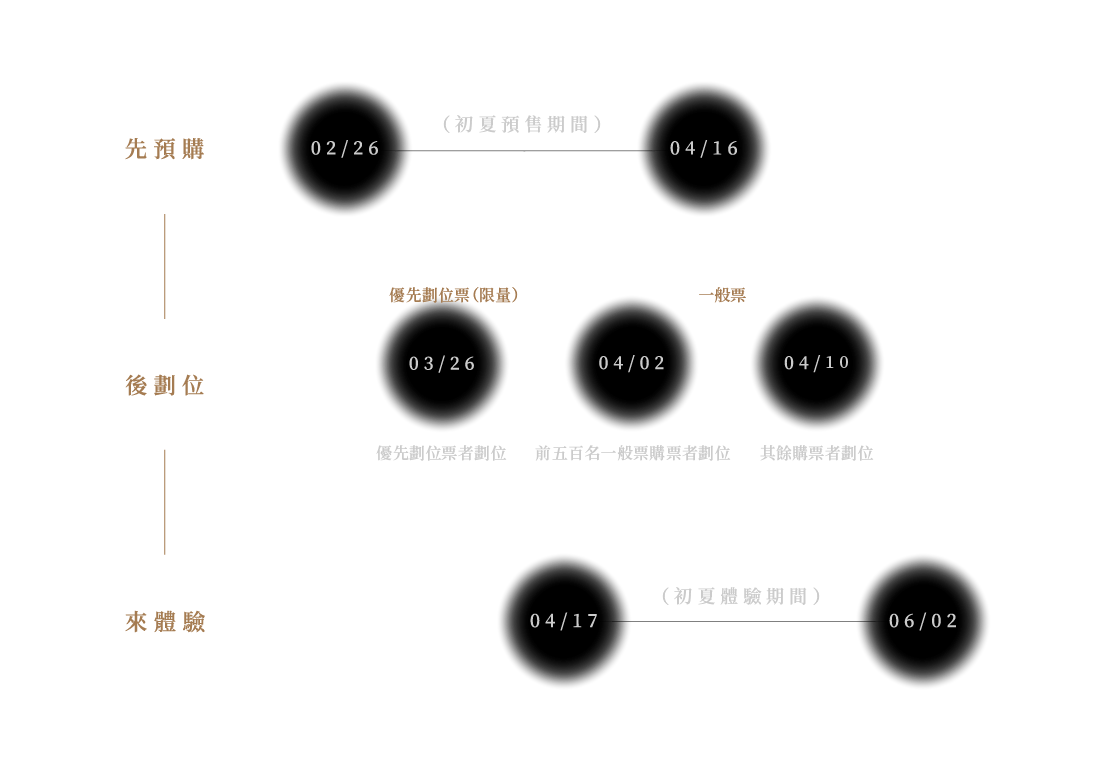 先預購
02/26
(初夏預售期間)
04/16
優先劃位票(限量)
一般票
後劃位
03/26
04/02
04/10
優先劃位票者劃位
前五百名一般票購票者劃位
其餘購票者劃位
來體驗
04/17
(初夏體驗期間)
06/02